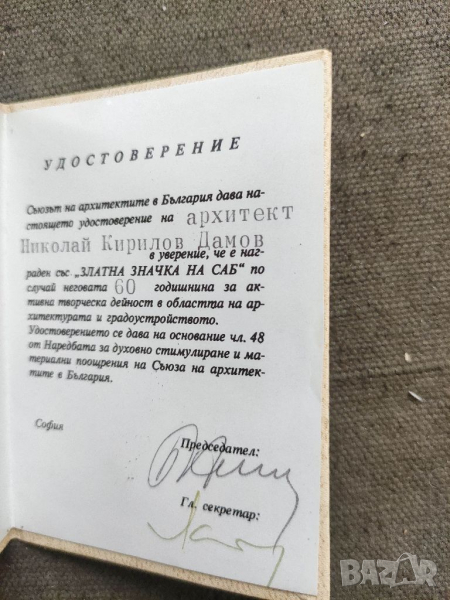 УДОСТОВЕРЕНИЕ
Съюзът на архитектите в България дава на-
стоящето удостоверение на архитект
Николай Кирилов Дамов
в уверение, че е наг-
раден със „ЗЛАТНА ЗНАЧКА НА САБ“ по
случай неговата 60 годишнина за ак-
тивна творческа дейност в областта на ар-
хитектурата и градоустройството.
Удостоверението се дава на основание чл. 48
от Наредбата за духовно стимулиране и ма-
териални поощрения на Съюза на архитек-
тите в България.
София
Председател:
Гл. секретар:
BAZAR